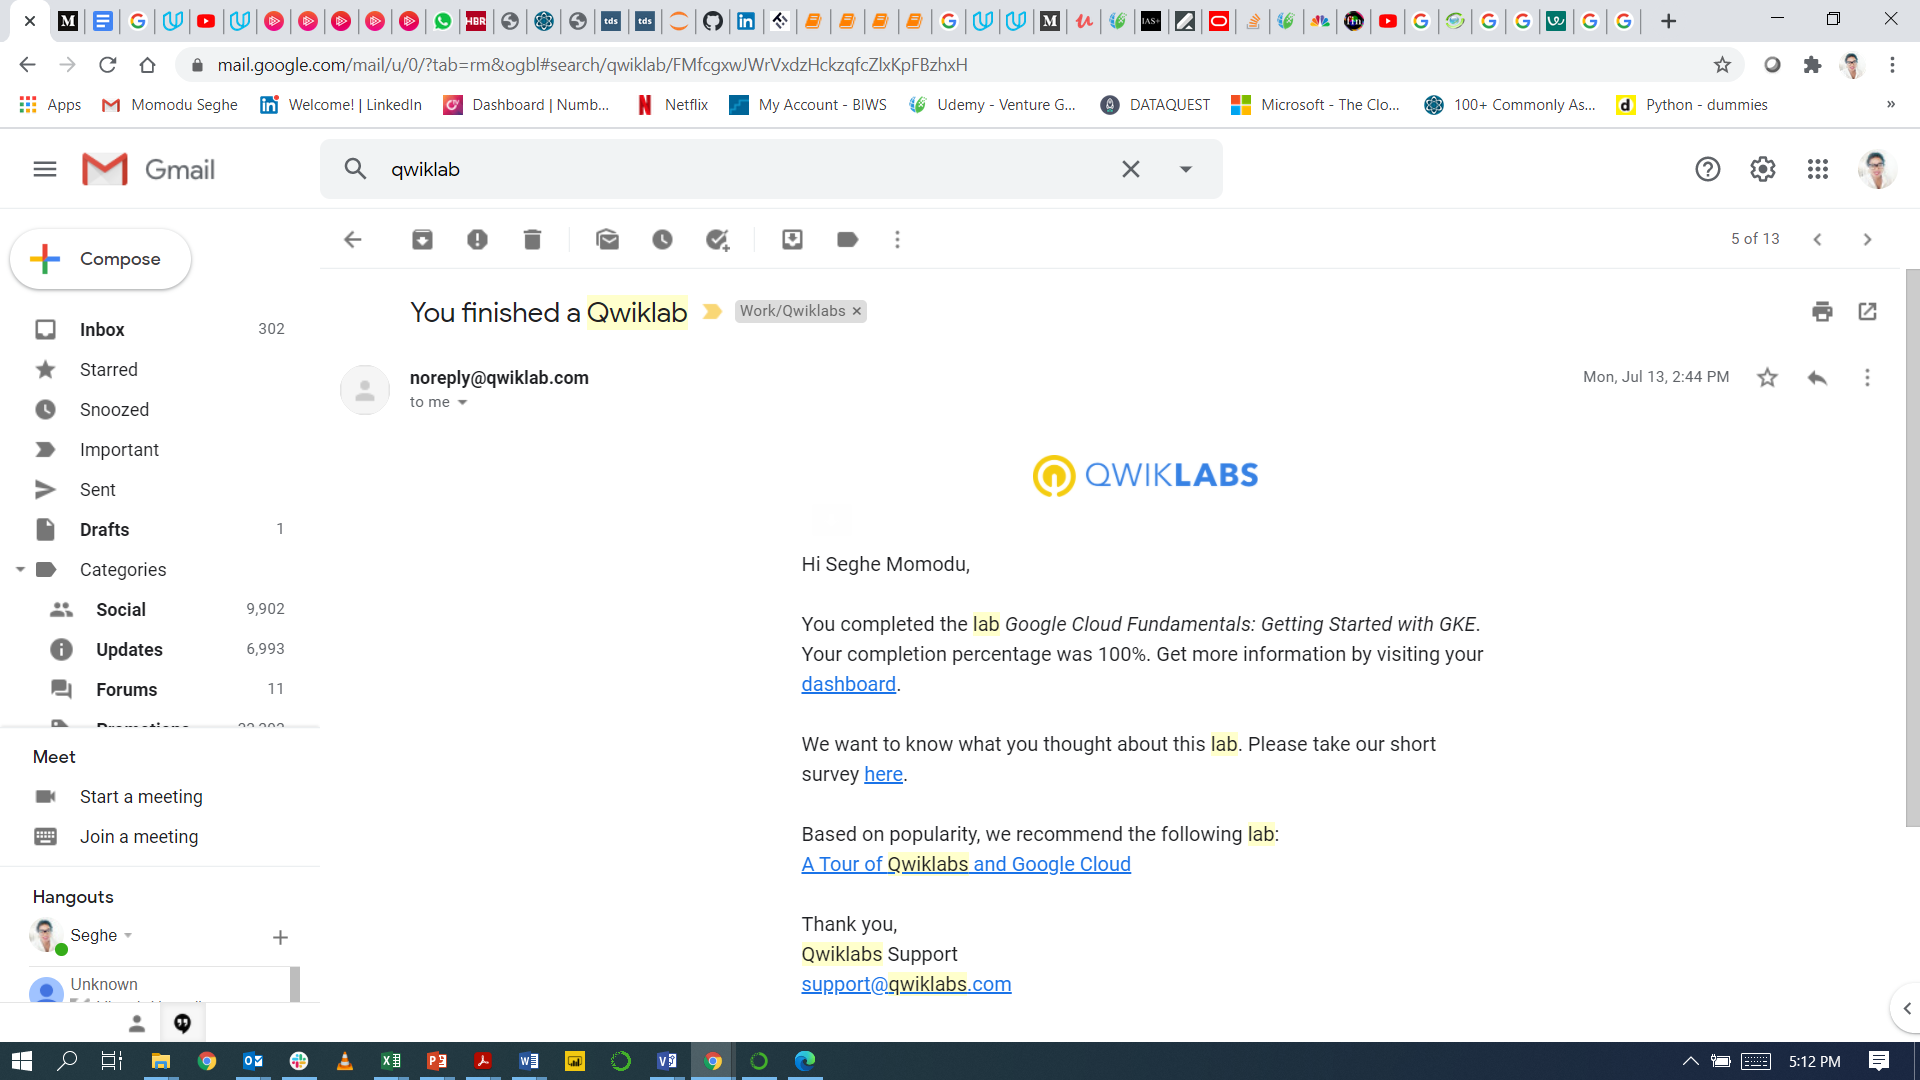 mail.google.com/mail/u/0/?tab=rm&ogbl#search/qwiklab/FMfcgxwJWrVxdzHckzqfcZlxKpFBzhxH
Apps
Momodu Seghe
Welcome! | LinkedIn
Dashboard | Numb...
Netflix
My Account - BIWS
Udemy - Venture G...
DATAQUEST
Microsoft - The Clo...
100+ Commonly As...
Python - dummies
»
Gmail
qwiklab
Compose
5 of 13
You finished a Qwiklab
Work/Qwiklabs ×
Inbox 302
Starred
Snoozed
Important
Sent
Drafts 1
Categories
Social 9,902
Updates 6,993
Forums 11
noreply@qwiklab.com
to me
Mon, Jul 13, 2:44 PM
QWIKLABS
Hi Seghe Momodu,
You completed the lab Google Cloud Fundamentals: Getting Started with GKE.
Your completion percentage was 100%. Get more information by visiting your
dashboard.
We want to know what you thought about this lab. Please take our short
survey here.
Based on popularity, we recommend the following lab:
A Tour of Qwiklabs and Google Cloud
Thank you,
Qwiklabs Support
support@qwiklabs.com
Meet
Start a meeting
Join a meeting
Hangouts
Seghe
Unknown
5:12 PM